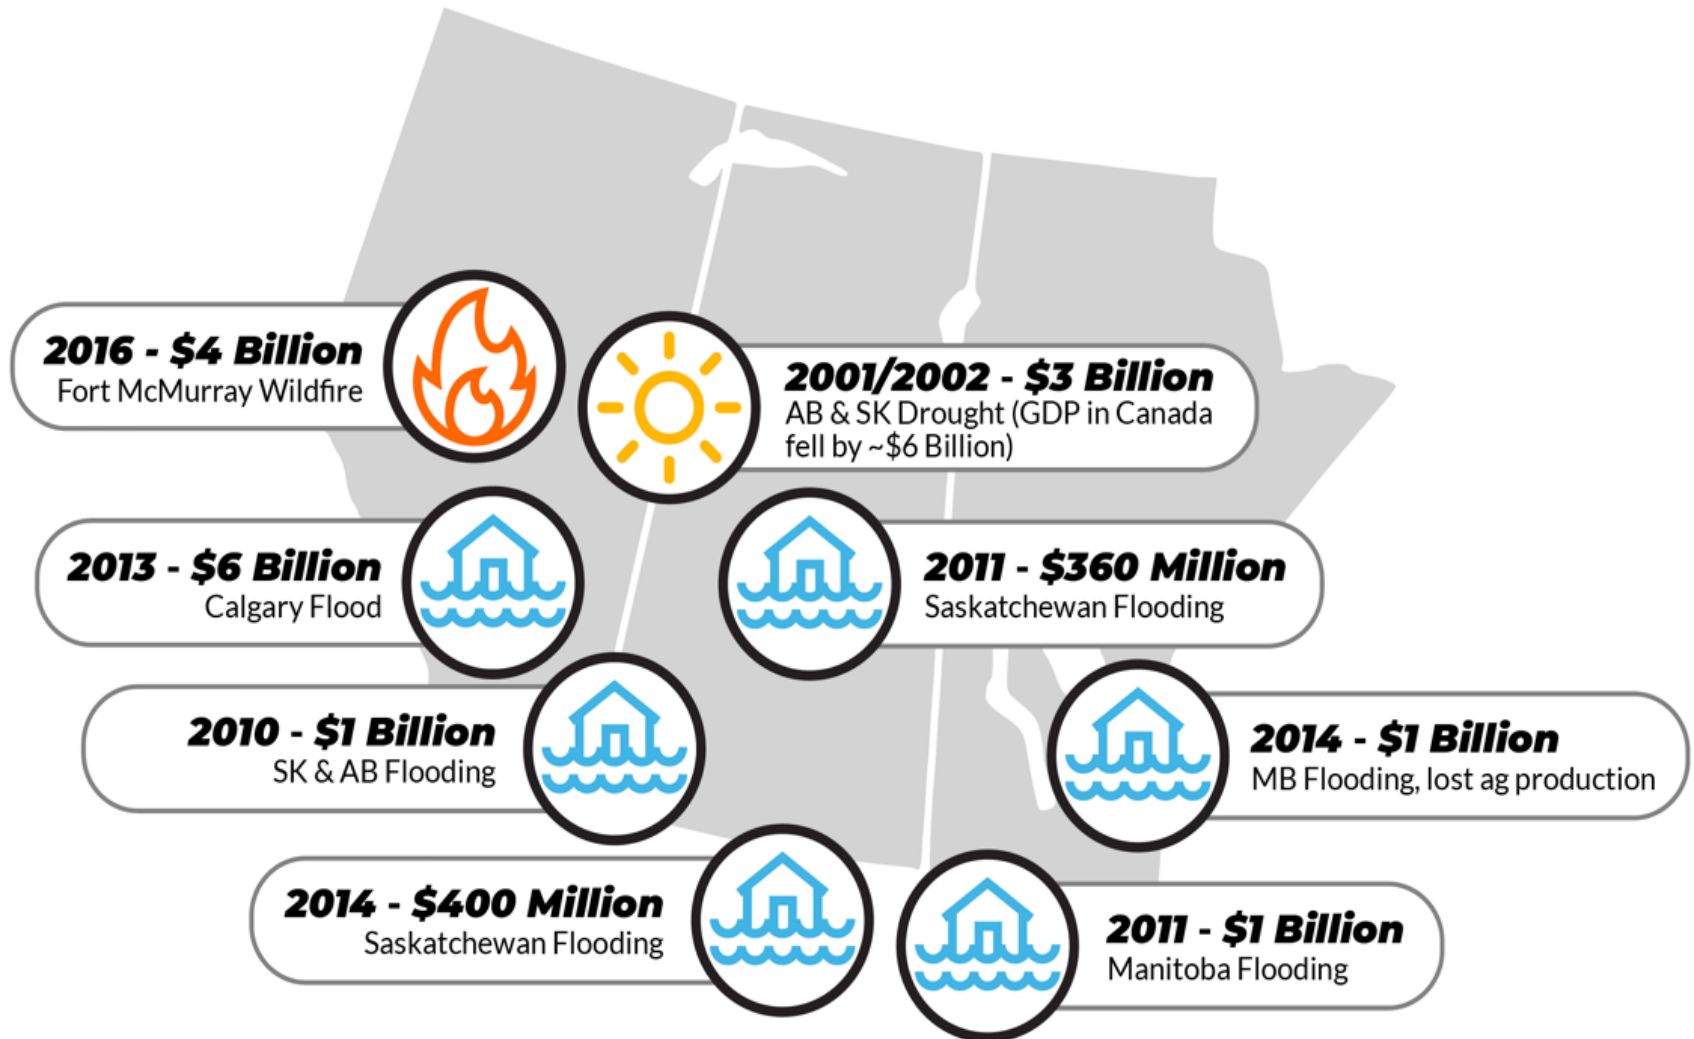 2016 - $4 Billion
Fort McMurray Wildfire
2001/2002 - $3 Billion
AB & SK Drought (GDP in Canada
fell by ~$6 Billion)
2013 - $6 Billion
Calgary Flood
2011 - $360 Million
Saskatchewan Flooding
2010 - $1 Billion
SK & AB Flooding
2014 - $1 Billion
MB Flooding, lost ag production
2014 - $400 Million
Saskatchewan Flooding
2011 - $1 Billion
Manitoba Flooding